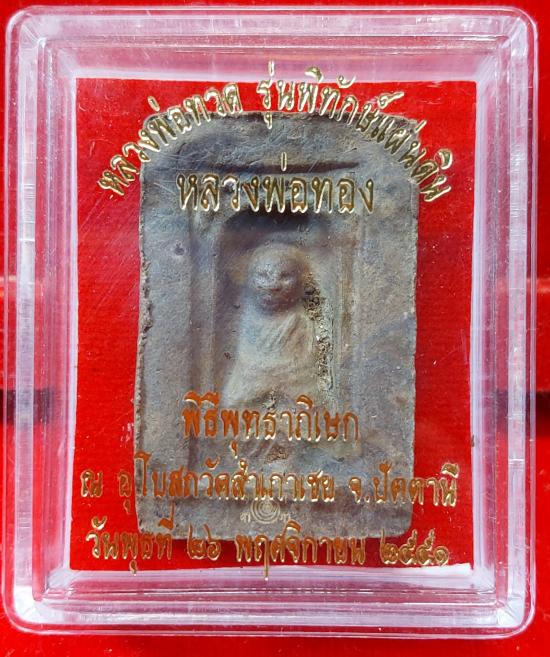 หลวงพ่อทวด รุ่นพิทักษ์แผ่นดิน
หลวงพ่อทอง
พิธีพุทธาภิเษก
ณ อุโบสถวัดสำเภาเชย จ.ปัตตานี
วันพุธที่ ๒๖ พฤศจิกายน ๒๕๕๑